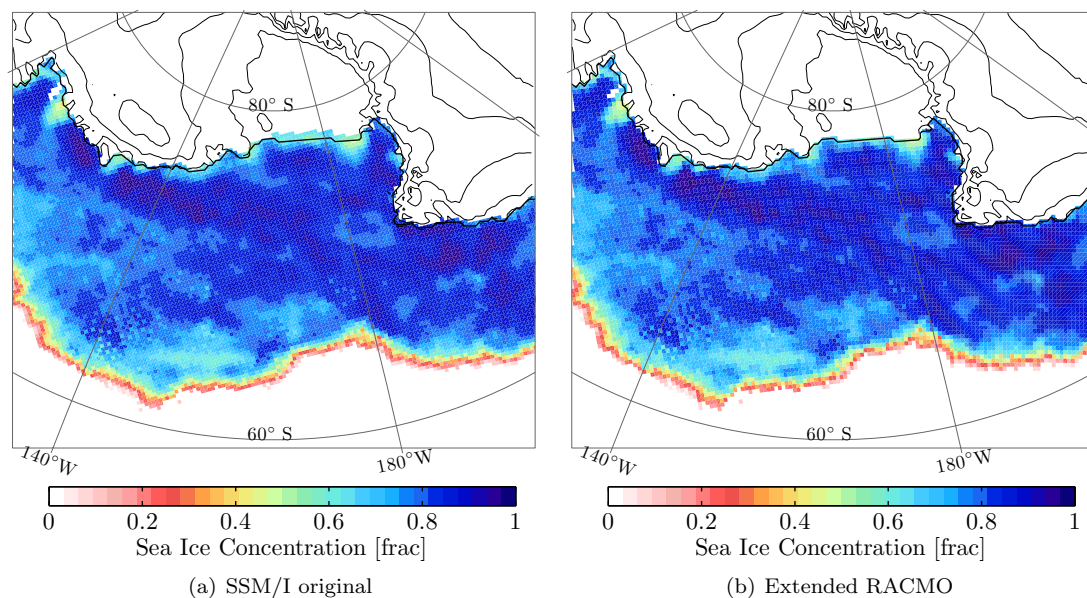 80° S
60° S
140°W
180°W
0 0.2 0.4 0.6 0.8 1
Sea Ice Concentration [frac]
(a) SSM/I original
80° S
60° S
140°W
180°W
0 0.2 0.4 0.6 0.8 1
Sea Ice Concentration [frac]
(b) Extended RACMO